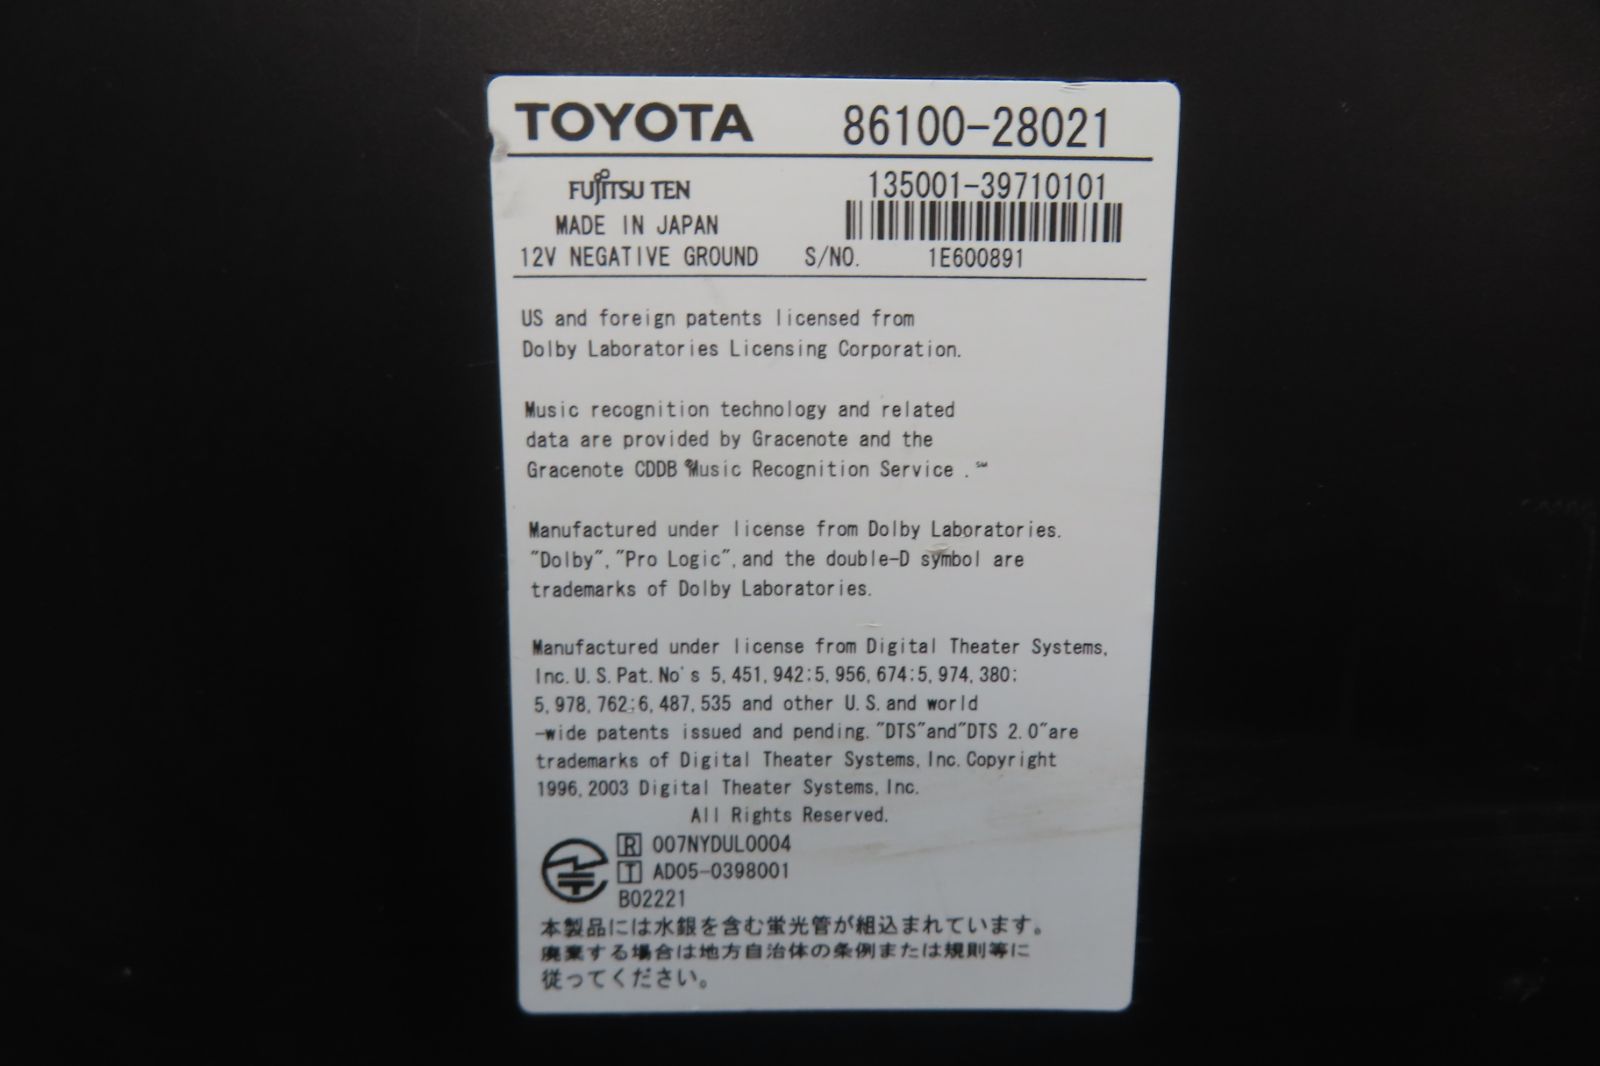 TOYOTA 86100-28021
FUJITSU TEN 135001-39710101
MADE IN JAPAN
12V NEGATIVE GROUND S/NO. 1E600891
US and foreign patents licensed from
Dolby Laboratories Licensing Corporation.
Music recognition technology and related
data are provided by Gracenote and the
Gracenote CDDB ®Music Recognition Service .℠
Manufactured under license from Dolby Laboratories.
"Dolby","Pro Logic",and the double-D symbol are
trademarks of Dolby Laboratories.
Manufactured under license from Digital Theater Systems,
Inc.U.S.Pat.No's 5,451,942;5,956,674;5,974,380;
5,978,762;6,487,535 and other U.S.and world
-wide patents issued and pending."DTS"and"DTS 2.0"are
trademarks of Digital Theater Systems,Inc.Copyright
1996,2003 Digital Theater Systems,Inc.
All Rights Reserved.
R 007NYDUL0004
T AD05-0398001
B02221
本製品には水銀を含む蛍光管が組込まれています。
廃棄する場合は地方自治体の条例または規則等に
従ってください。